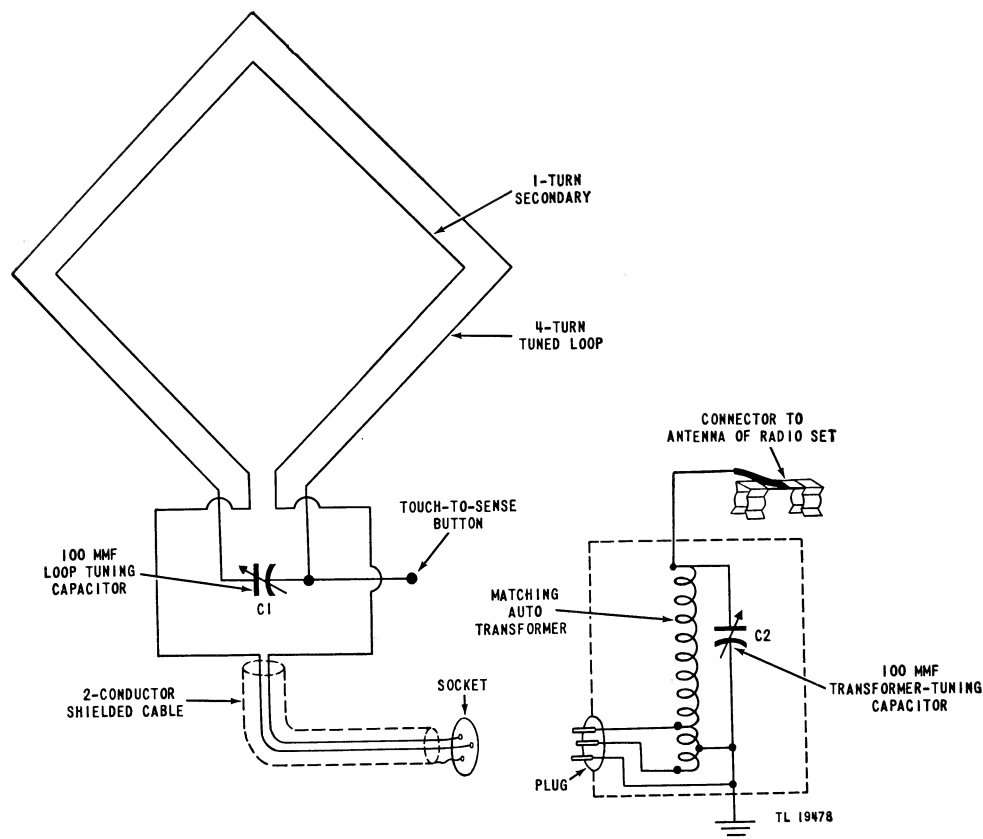 1-TURN
SECONDARY
4-TURN
TUNED LOOP
CONNECTOR TO
ANTENNA OF RADIO SET
TOUCH-TO-SENSE
BUTTON
100 MMF
LOOP TUNING
CAPACITOR
C1
MATCHING
AUTO
TRANSFORMER
C2
100 MMF
TRANSFORMER-TUNING
CAPACITOR
2-CONDUCTOR
SHIELDED CABLE
SOCKET
PLUG
TL 19478